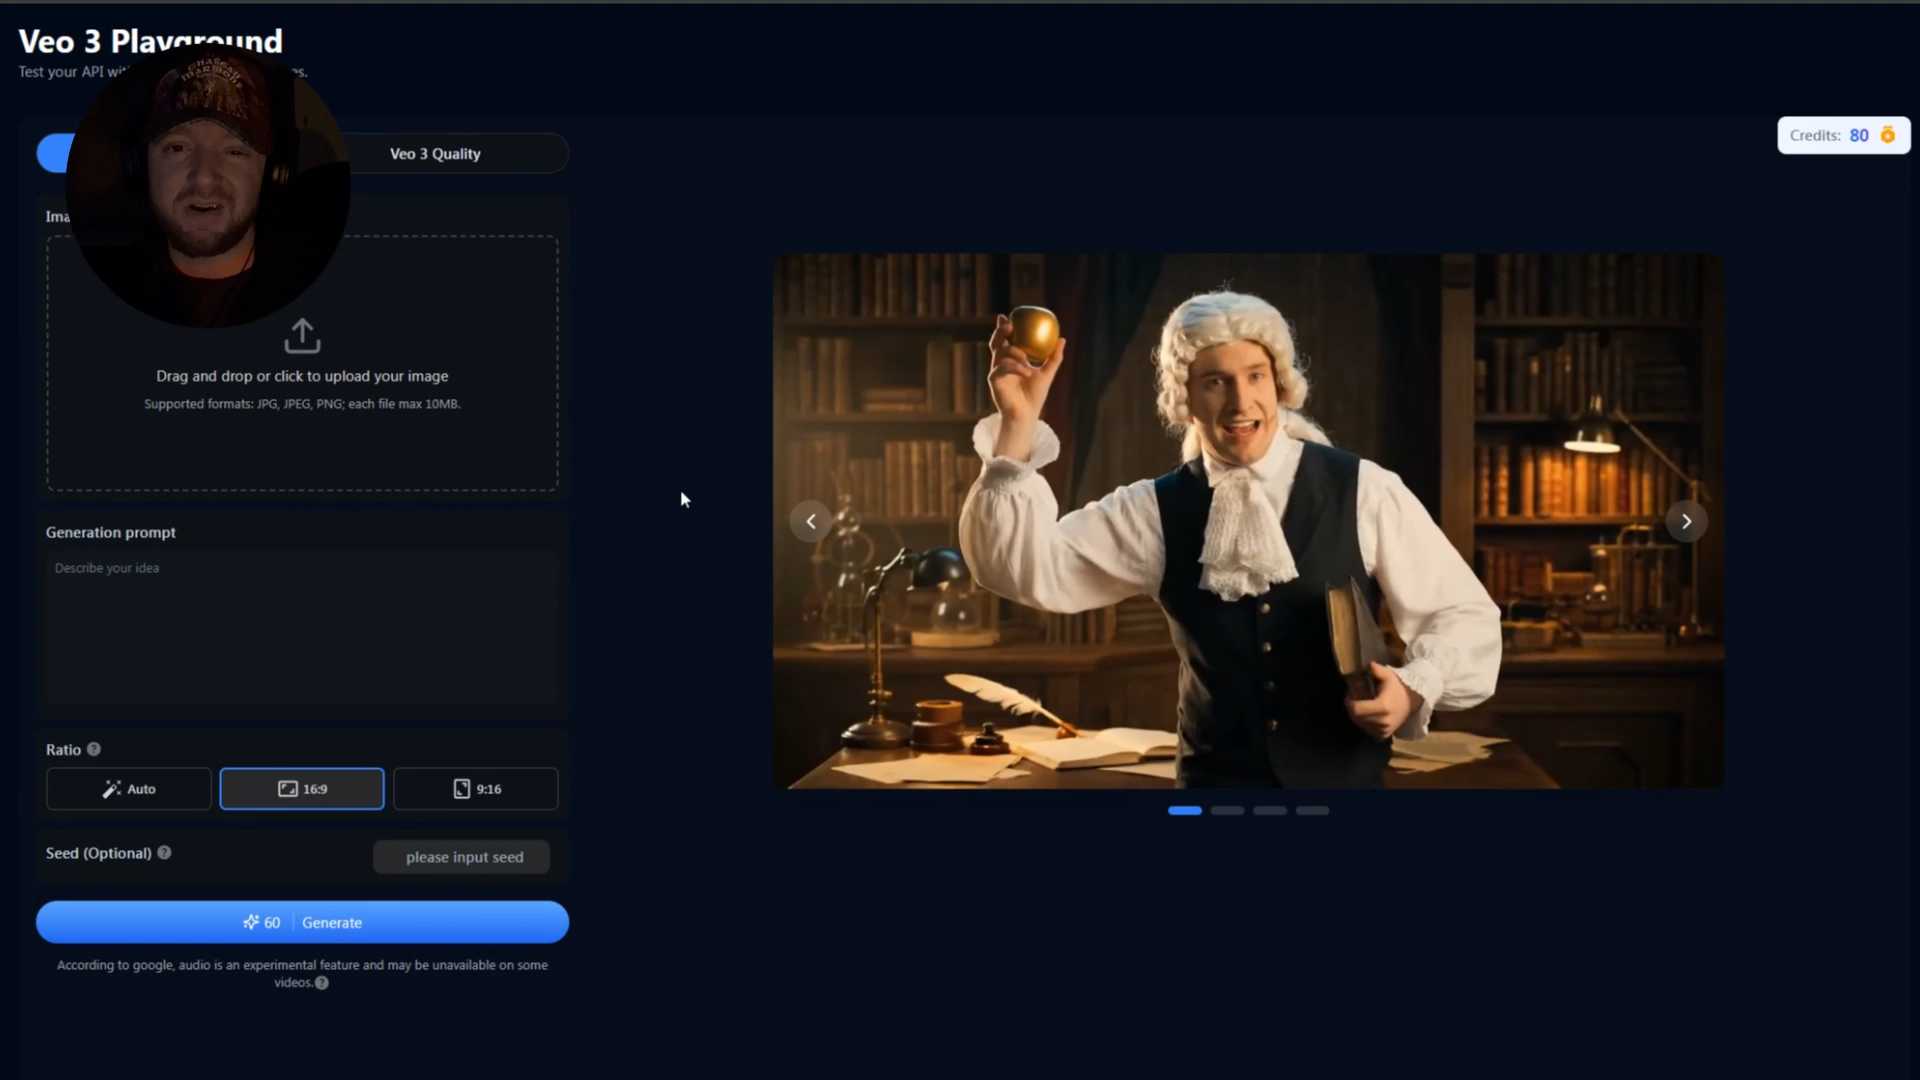 Veo 3 Playground
Test your API
Credits: 80
Veo 3 Quality
Drag and drop or click to upload your image
Supported formats: JPG, JPEG, PNG; each file max 10MB.
Generation prompt
Describe your idea
Ratio ?
Auto
16:9
9:16
Seed (Optional) ?
please input seed
60 | Generate
According to google, audio is an experimental feature and may be unavailable on some
videos. ?